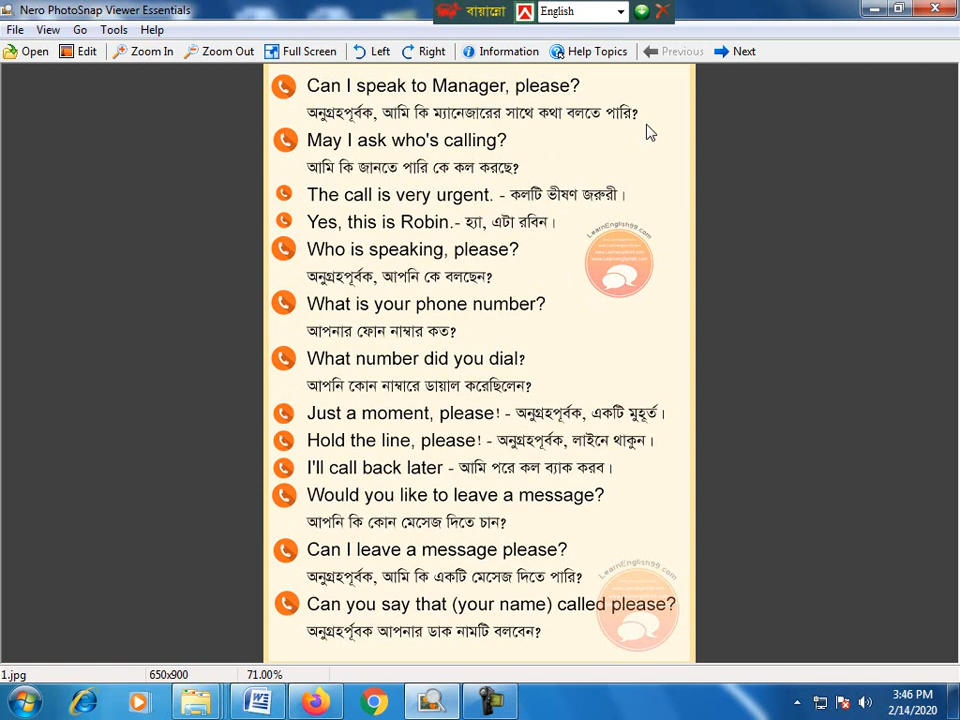 Nero PhotoSnap Viewer Essentials
বায়ান্নো English
File View Go Tools Help
Open Edit Zoom In Zoom Out Full Screen Left Right Information Help Topics Previous Next
Can I speak to Manager, please?
অনুগ্রহপূর্বক, আমি কি ম্যানেজারের সাথে কথা বলতে পারি?
May I ask who's calling?
আমি কি জানতে পারি কে কল করছে?
The call is very urgent. - কলটি ভীষণ জরুরী।
Yes, this is Robin.- হ্যা, এটা রবিন।
LearnEnglish99.com
Who is speaking, please?
অনুগ্রহপূর্বক, আপনি কে বলছেন?
What is your phone number?
আপনার ফোন নাম্বার কত?
What number did you dial?
আপনি কোন নাম্বারে ডায়াল করেছিলেন?
Just a moment, please! - অনুগ্রহপূর্বক, একটি মুহূর্ত।
Hold the line, please! - অনুগ্রহপূর্বক, লাইনে থাকুন।
I'll call back later - আমি পরে কল ব্যাক করব।
Would you like to leave a message?
আপনি কি কোন মেসেজ দিতে চান?
Can I leave a message please?
অনুগ্রহপূর্বক, আমি কি একটি মেসেজ দিতে পারি?
LearnEnglish99.com
Can you say that (your name) called please?
অনুগ্রহর্পূবক আপনার ডাক নামটি বলবেন?
1.jpg 650x900 71.00%
3:46 PM
2/14/2020